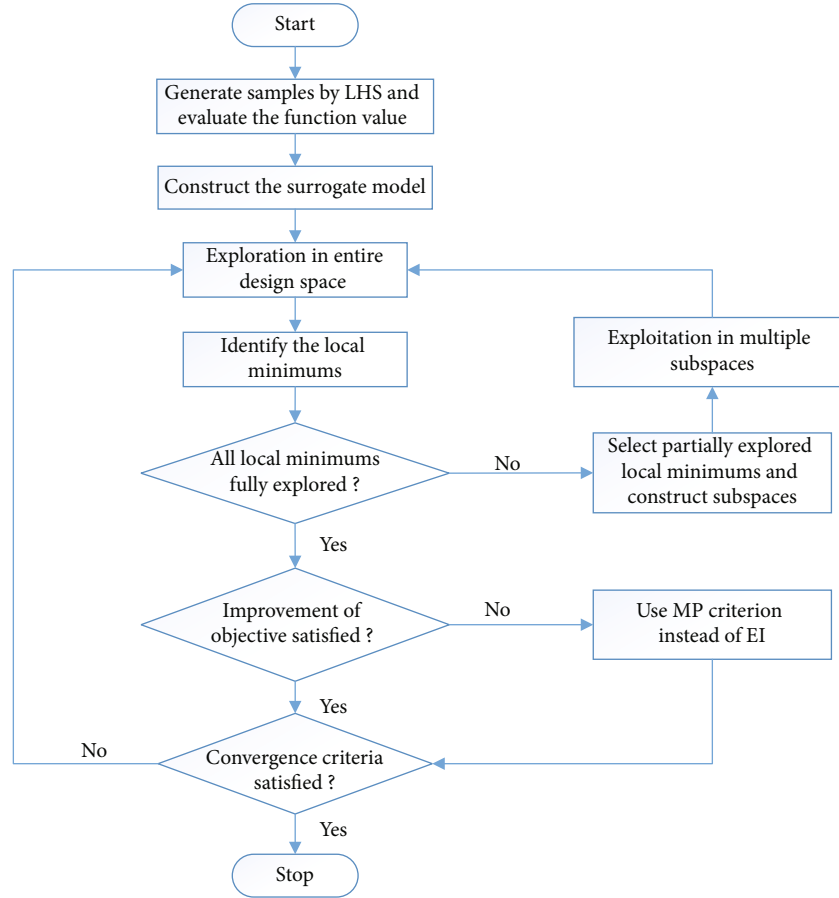 Start
Generate samples by LHS and
evaluate the function value
Construct the surrogate model
Exploration in entire
design space
Identify the local
minimums
Exploitation in multiple
subspaces
All local minimums
fully explored ?
No
Select partially explored
local minimums and
construct subspaces
Yes
Improvement of
objective satisfied ?
No
Use MP criterion
instead of EI
Yes
Convergence criteria
satisfied ?
No
Yes
Stop